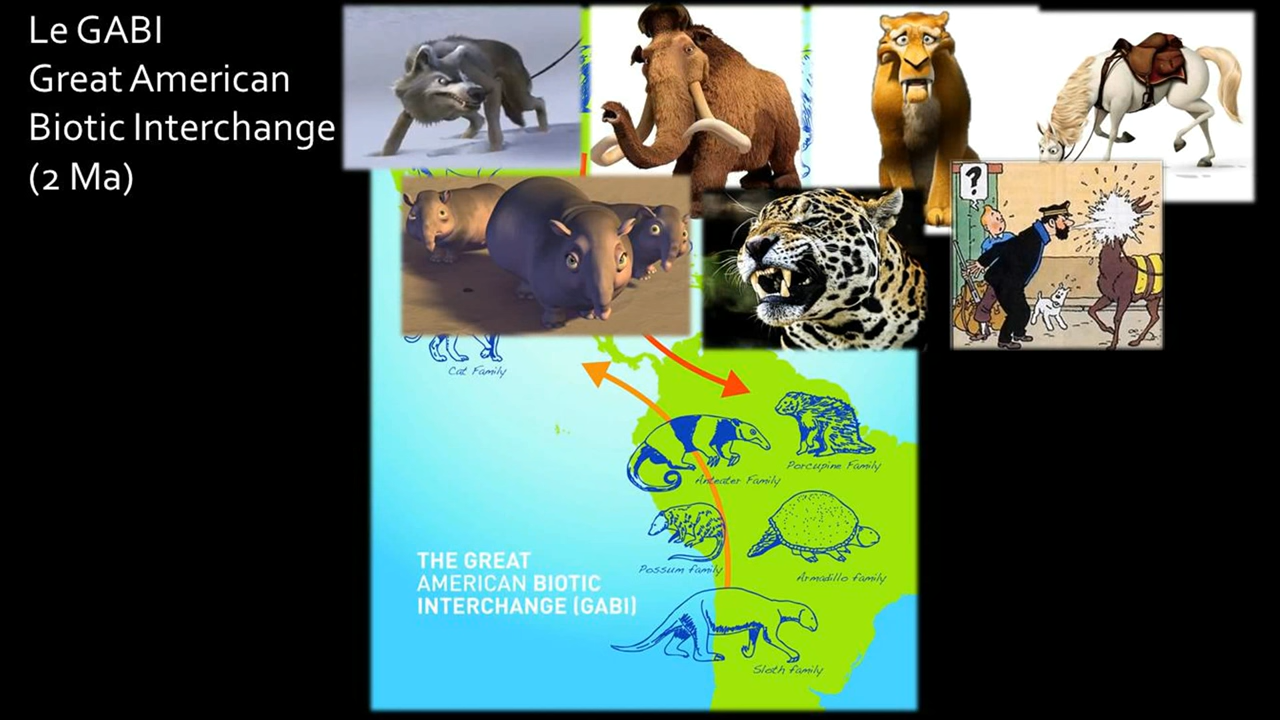 Le GABI
Great American
Biotic Interchange
(2 Ma)
?
Cat Family
Porcupine Family
Anteater Family
Possum family
Armadillo family
THE GREAT
AMERICAN BIOTIC
INTERCHANGE (GABI)
Sloth family